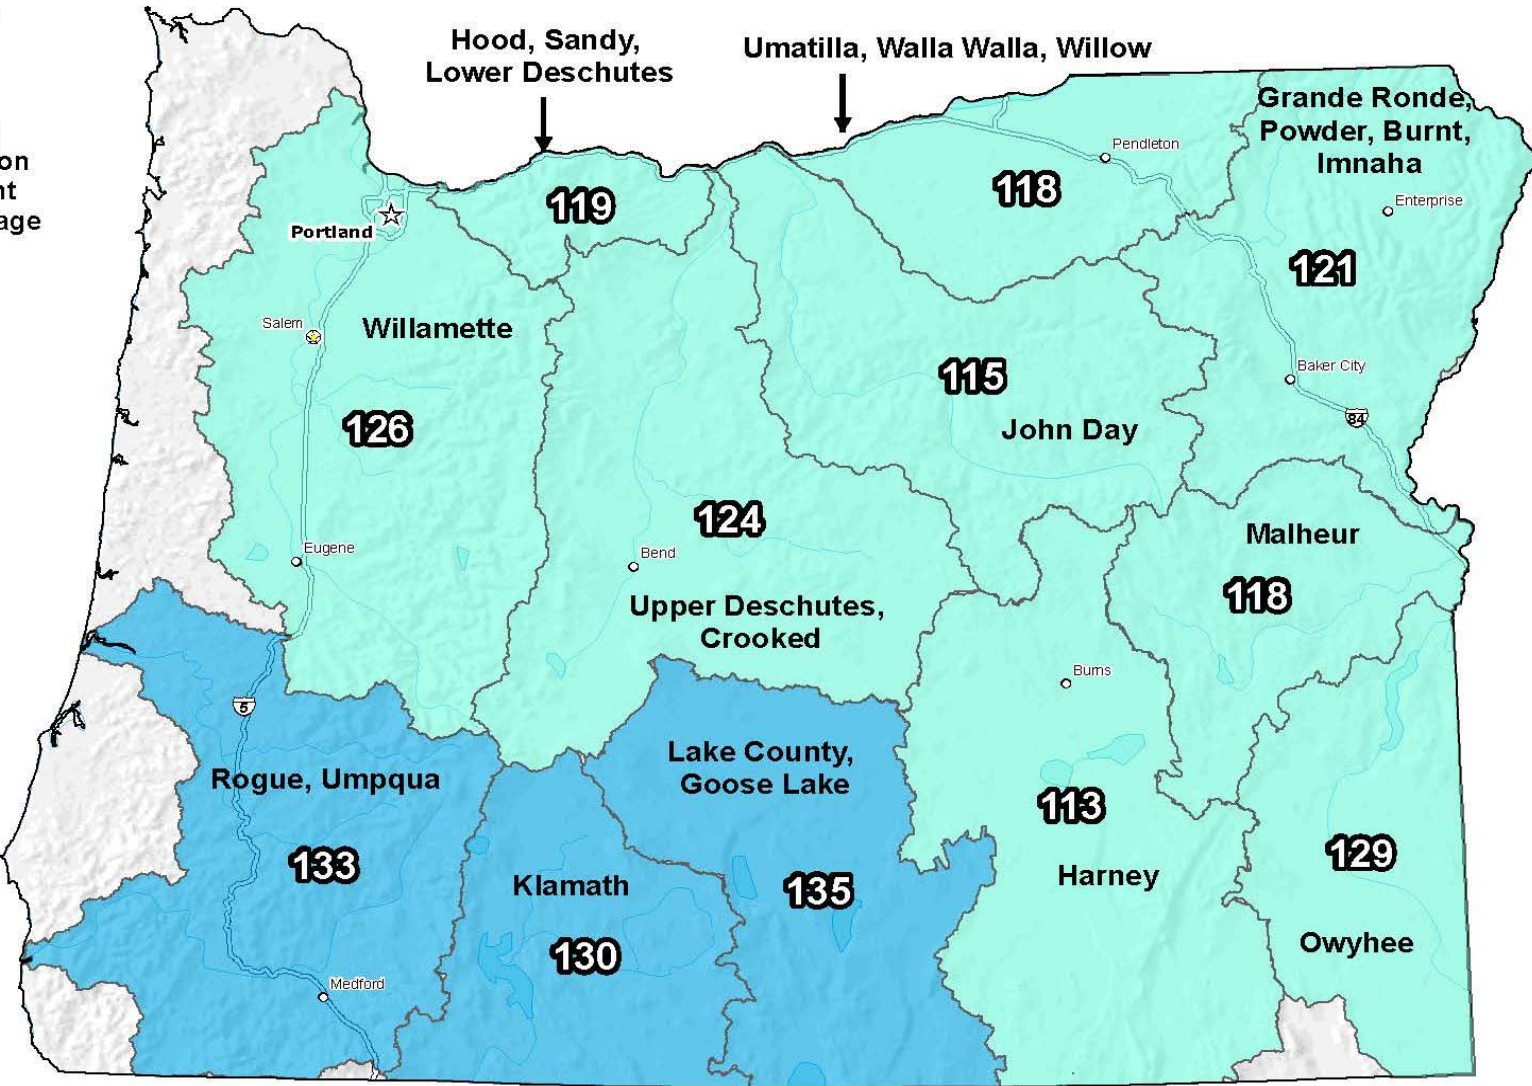 on
nt
age
Hood, Sandy,
Lower Deschutes
Umatilla, Walla Walla, Willow
Grande Ronde,
Powder, Burnt,
Imnaha
Pendleton
Enterprise
119
118
Portland
121
Salem
Willamette
115
Baker City
84
126
John Day
124
Malheur
Eugene
Bend
118
Upper Deschutes,
Crooked
Burns
5
Lake County,
Goose Lake
Rogue, Umpqua
113
133
129
Klamath
135
Harney
130
Owyhee
Medford